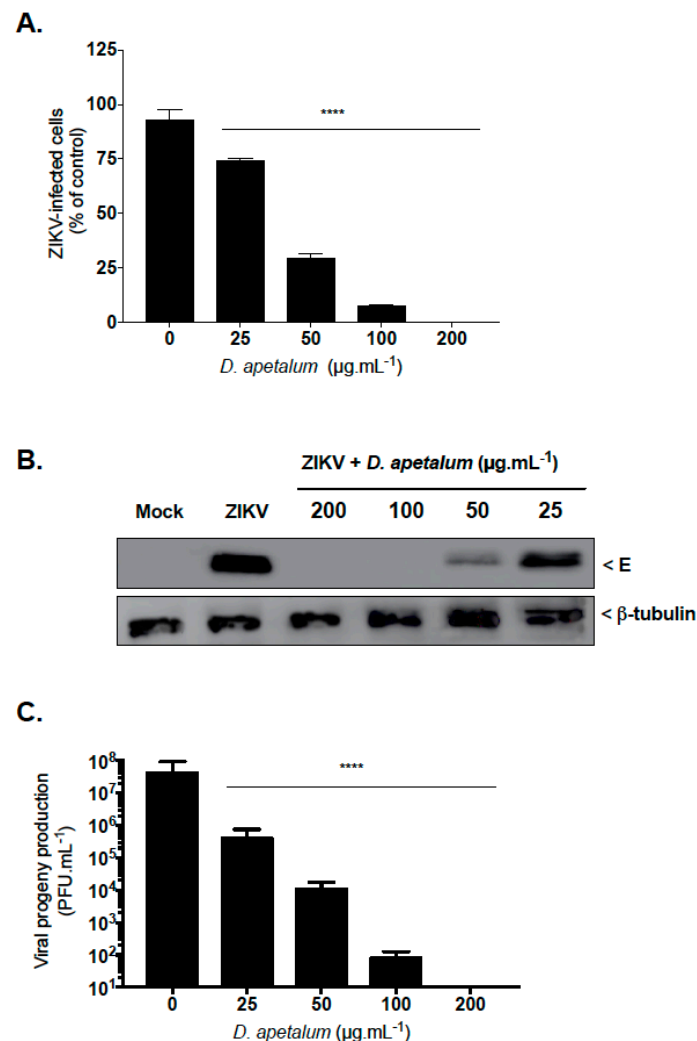 A.
125
100
75
50
25
0
ZIKV-infected cells
(% of control)
****
0 25 50 100 200
D. apetalum (µg.mL⁻¹)
B.
ZIKV + D. apetalum (µg.mL⁻¹)
Mock ZIKV 200 100 50 25
< E
< β-tubulin
C.
10⁸
10⁷
10⁶
10⁵
10⁴
10³
10²
10¹
Viral progeny production
(PFU.mL⁻¹)
****
0 25 50 100 200
D. apetalum (µg.mL⁻¹)